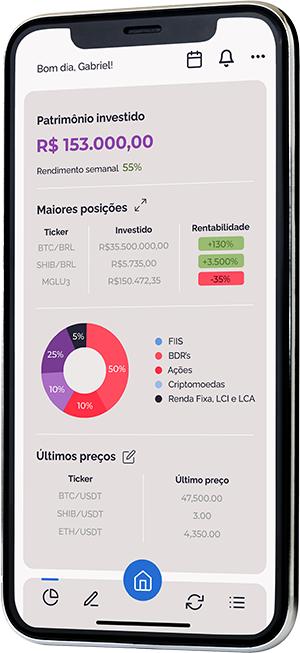 Bom dia, Gabriel!
Patrimônio investido
R$ 153.000,00
Rendimento semanal 55%
Maiores posições
Ticker Investido Rentabilidade
BTC/BRL R$35.500.000,00 +130%
SHIB/BRL R$5.735,00 +3.500%
MGLU3 R$150.472,35 -35%
5%
25%
50%
10%
10%
FIIS
BDR's
Ações
Criptomoedas
Renda Fixa, LCI e LCA
Últimos preços
Ticker Último preço
BTC/USDT 47,500.00
SHIB/USDT 3.00
ETH/USDT 4,350.00